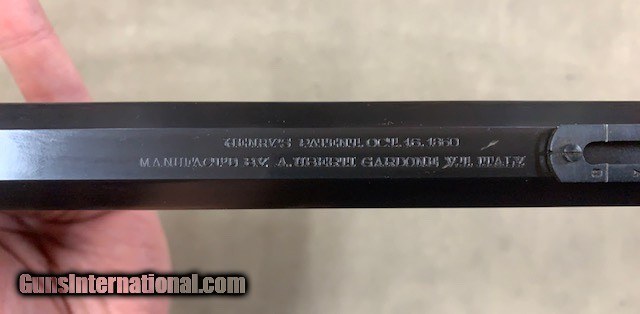 HENRY'S PATENT. OCT. 16. 1860
MANUFACT'D BY. A. UBERTI. GARDONE V.T. ITALY
GunsInternational.com